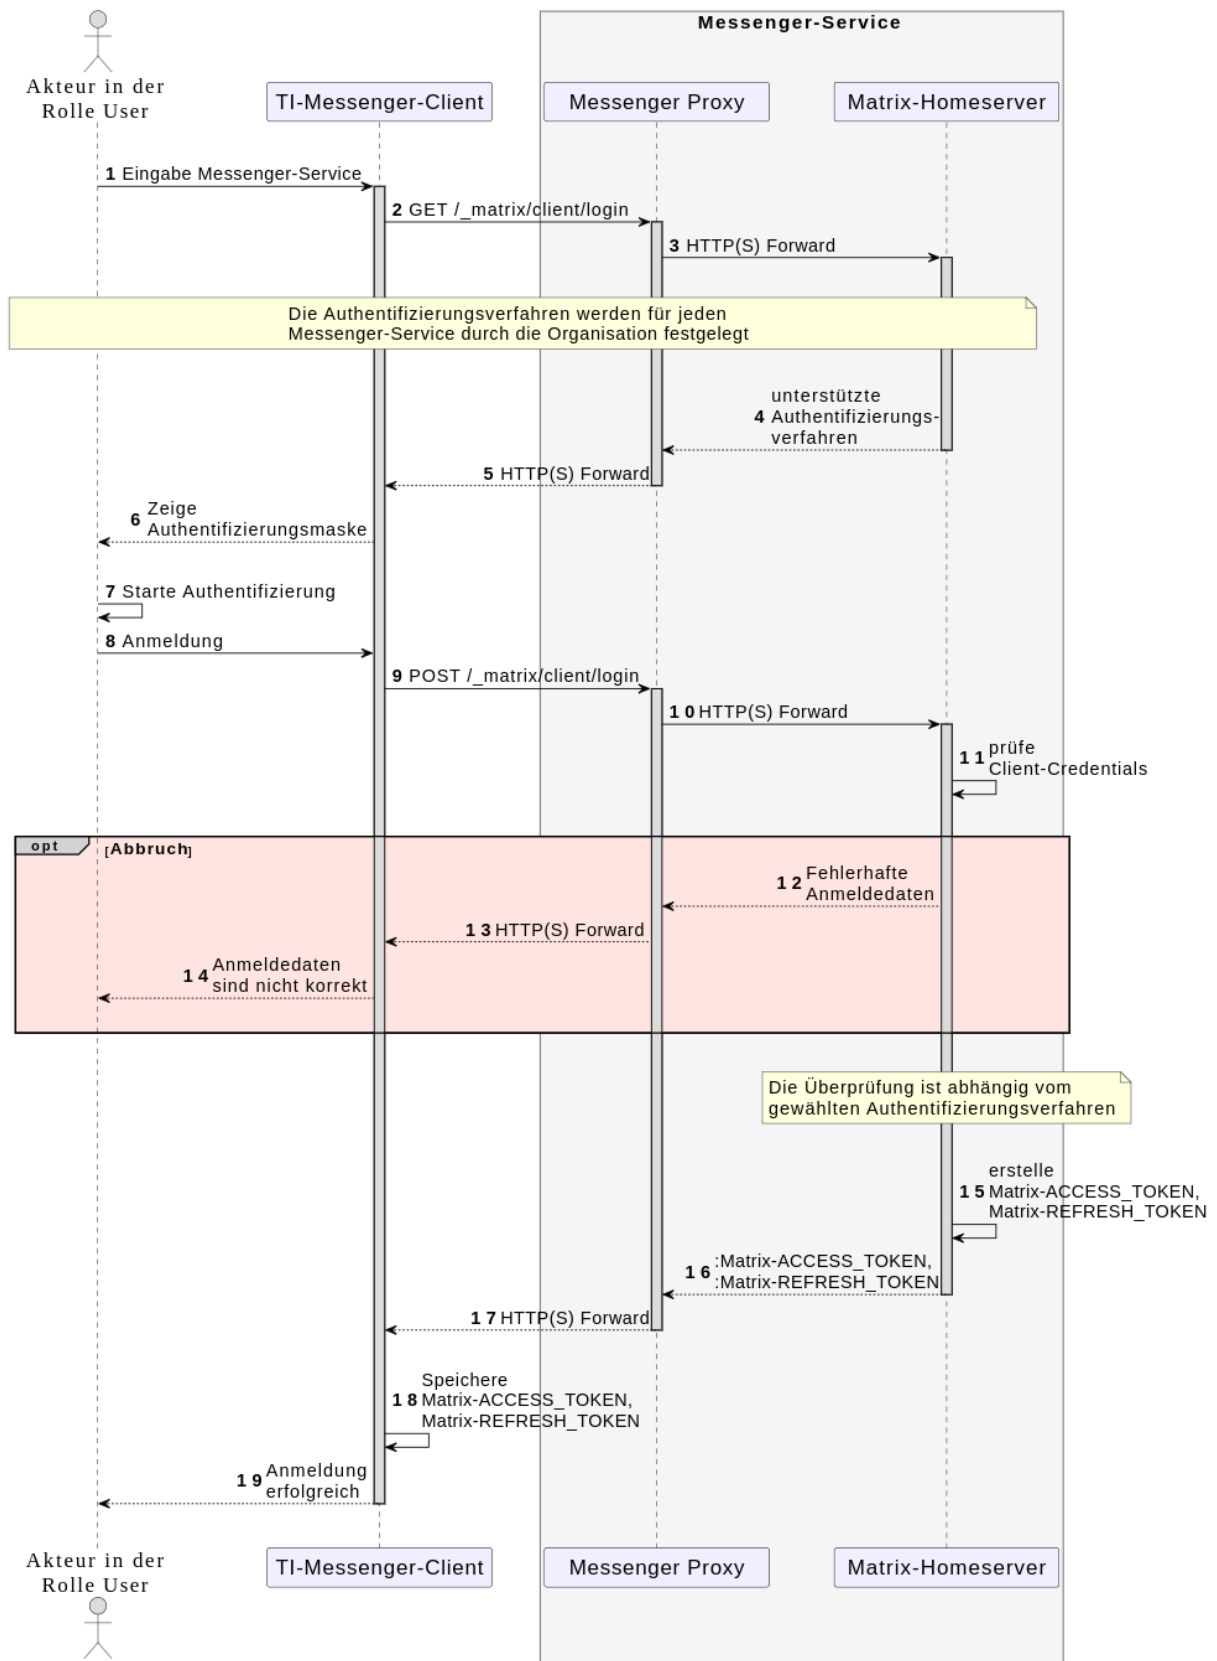 Messenger-Service
Akteur in der
Rolle User
TI-Messenger-Client
Messenger Proxy
Matrix-Homeserver
1 Eingabe Messenger-Service
2 GET /_matrix/client/login
3 HTTP(S) Forward
Die Authentifizierungsverfahren werden für jeden
Messenger-Service durch die Organisation festgelegt
unterstützte
4 Authentifizierungs-
verfahren
5 HTTP(S) Forward
6 Zeige
Authentifizierungsmaske
7 Starte Authentifizierung
8 Anmeldung
9 POST /_matrix/client/login
10 HTTP(S) Forward
11 prüfe
Client-Credentials
opt [Abbruch]
12 Fehlerhafte
Anmeldedaten
13 HTTP(S) Forward
14 Anmeldedaten
sind nicht korrekt
Die Überprüfung ist abhängig vom
gewählten Authentifizierungsverfahren
erstelle
15 Matrix-ACCESS_TOKEN,
Matrix-REFRESH_TOKEN
16 :Matrix-ACCESS_TOKEN,
:Matrix-REFRESH_TOKEN
17 HTTP(S) Forward
Speichere
18 Matrix-ACCESS_TOKEN,
Matrix-REFRESH_TOKEN
19 Anmeldung
erfolgreich
Akteur in der
Rolle User
TI-Messenger-Client
Messenger Proxy
Matrix-Homeserver